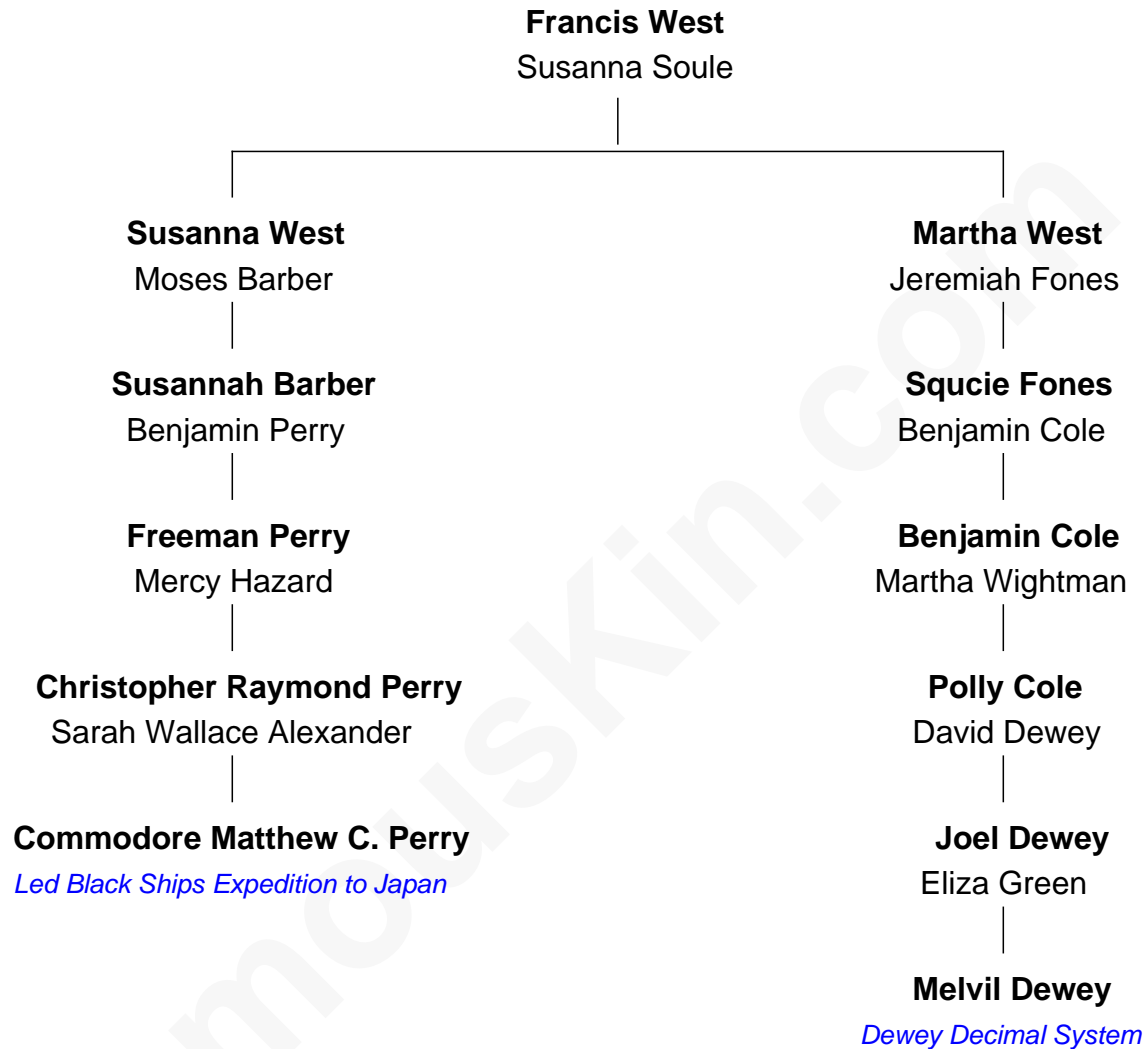 Francis West
Susanna Soule
Susanna West
Moses Barber
Martha West
Jeremiah Fones
Susannah Barber
Benjamin Perry
Squcie Fones
Benjamin Cole
Freeman Perry
Mercy Hazard
Benjamin Cole
Martha Wightman
Christopher Raymond Perry
Sarah Wallace Alexander
Polly Cole
David Dewey
Commodore Matthew C. Perry
Led Black Ships Expedition to Japan
Joel Dewey
Eliza Green
Melvil Dewey
Dewey Decimal System
mousKin.com